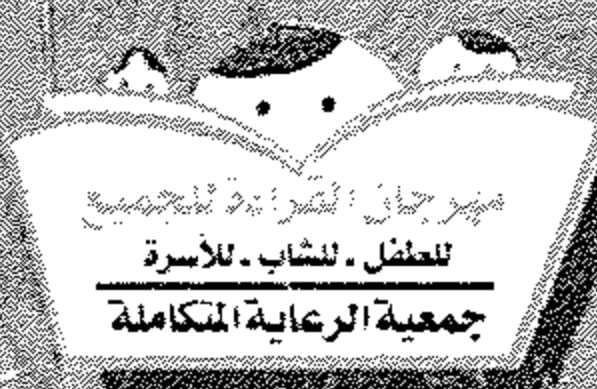 مهرجان القراءة للجميع
للطفل - للشاب - للأسرة
جمعية الرعاية المتكاملة